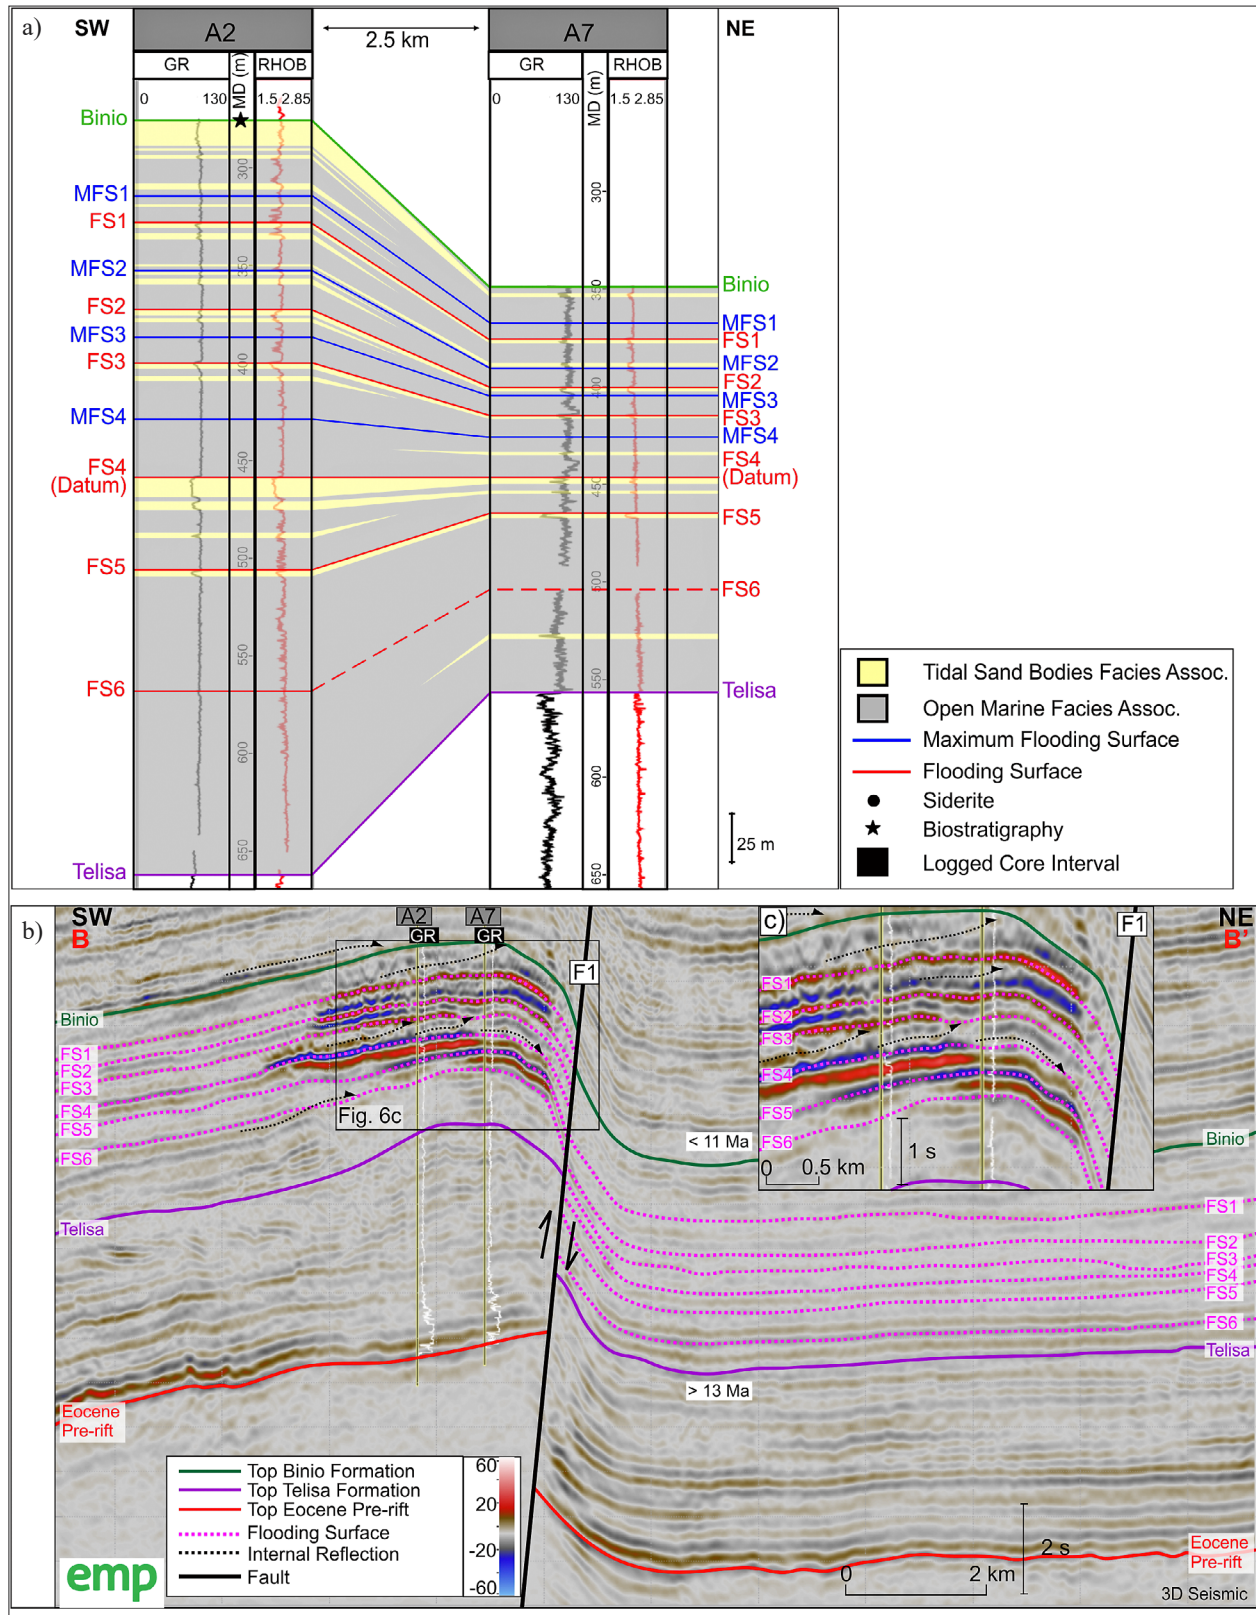 a)
SW
A2
2.5 km
A7
NE
GR
MD (m)
RHOB
GR
MD (m)
RHOB
0
130
1.5 2.85
0
130
1.5 2.85
Binio
MFS1
FS1
MFS2
FS2
MFS3
FS3
MFS4
FS4
(Datum)
FS5
FS6
Telisa
300
350
400
450
500
550
600
650
300
350
400
450
500
550
600
650
Binio
MFS1
FS1
MFS2
FS2
MFS3
FS3
MFS4
FS4
(Datum)
FS5
FS6
Telisa
25 m
Tidal Sand Bodies Facies Assoc.
Open Marine Facies Assoc.
Maximum Flooding Surface
Flooding Surface
Siderite
Biostratigraphy
Logged Core Interval
b)
SW
B
A2
A7
GR
GR
F1
c)
F1
NE
B'
Binio
FS1
FS2
FS3
FS4
FS5
FS6
Telisa
Eocene
Pre-rift
Fig. 6c
FS1
FS2
FS3
FS4
FS5
FS6
0
0.5 km
1 s
< 11 Ma
> 13 Ma
Binio
FS1
FS2
FS3
FS4
FS5
FS6
Telisa
Eocene
Pre-rift
Top Binio Formation
Top Telisa Formation
Top Eocene Pre-rift
Flooding Surface
Internal Reflection
Fault
60
20
-20
-60
emp
0
2 km
2 s
3D Seismic